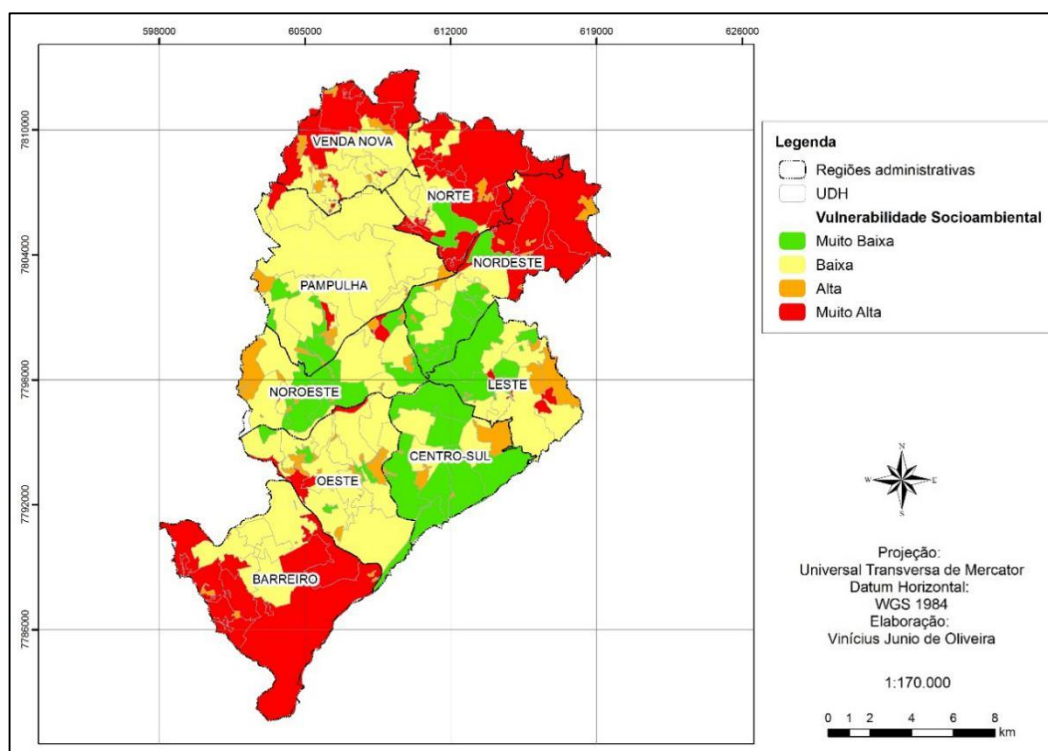 598000
605000
612000
619000
626000
7810000
7804000
7798000
7792000
7786000
VENDA NOVA
NORTE
NORDESTE
PAMPULHA
NOROESTE
LESTE
CENTRO-SUL
OESTE
BARREIRO
Legenda
Regiões administrativas
UDH
Vulnerabilidade Socioambiental
Muito Baixa
Baixa
Alta
Muito Alta
N
W E
S
Projeção:
Universal Transversa de Mercator
Datum Horizontal:
WGS 1984
Elaboração:
Vinícius Junio de Oliveira
1:170.000
0 1 2 4 6 8
km